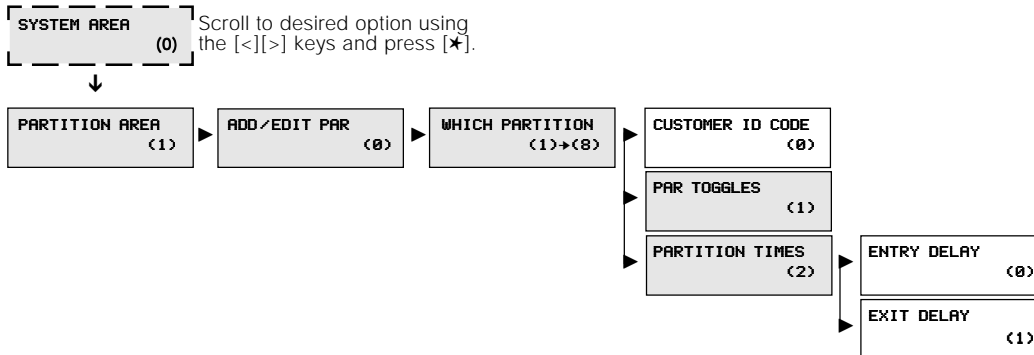 SYSTEM AREA
(0)
Scroll to desired option using
the [<][>] keys and press [✶].
PARTITION AREA
(1)
ADD/EDIT PAR
(0)
WHICH PARTITION
(1)→(8)
CUSTOMER ID CODE
(0)
PAR TOGGLES
(1)
PARTITION TIMES
(2)
ENTRY DELAY
(0)
EXIT DELAY
(1)